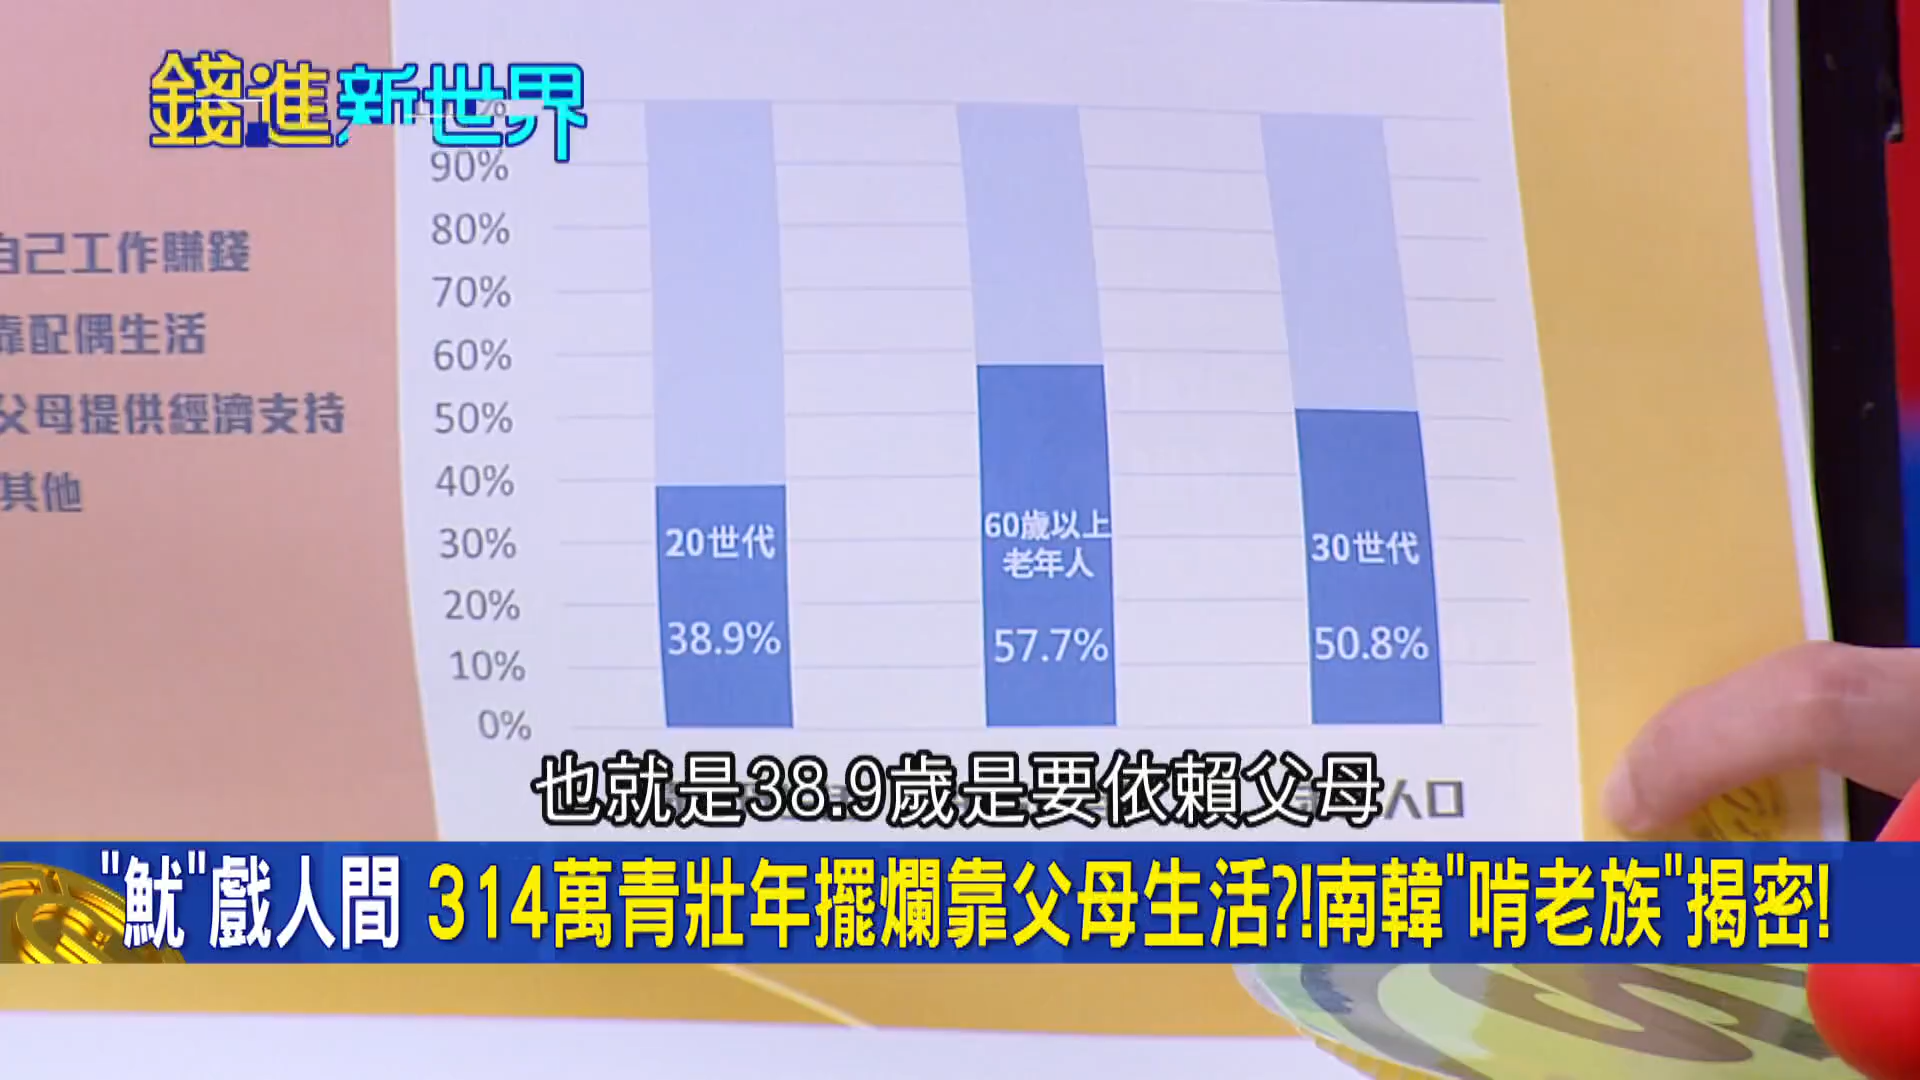 錢進新世界
90%
80%
70%
60%
50%
40%
30%
20%
10%
0%
自己工作賺錢
靠配偶生活
父母提供經濟支持
其他
20世代
38.9%
60歲以上
老年人
57.7%
30世代
50.8%
人口
也就是38.9歲是要依賴父母
"魷"戲人間 314萬青壯年擺爛靠父母生活?!南韓"啃老族"揭密!